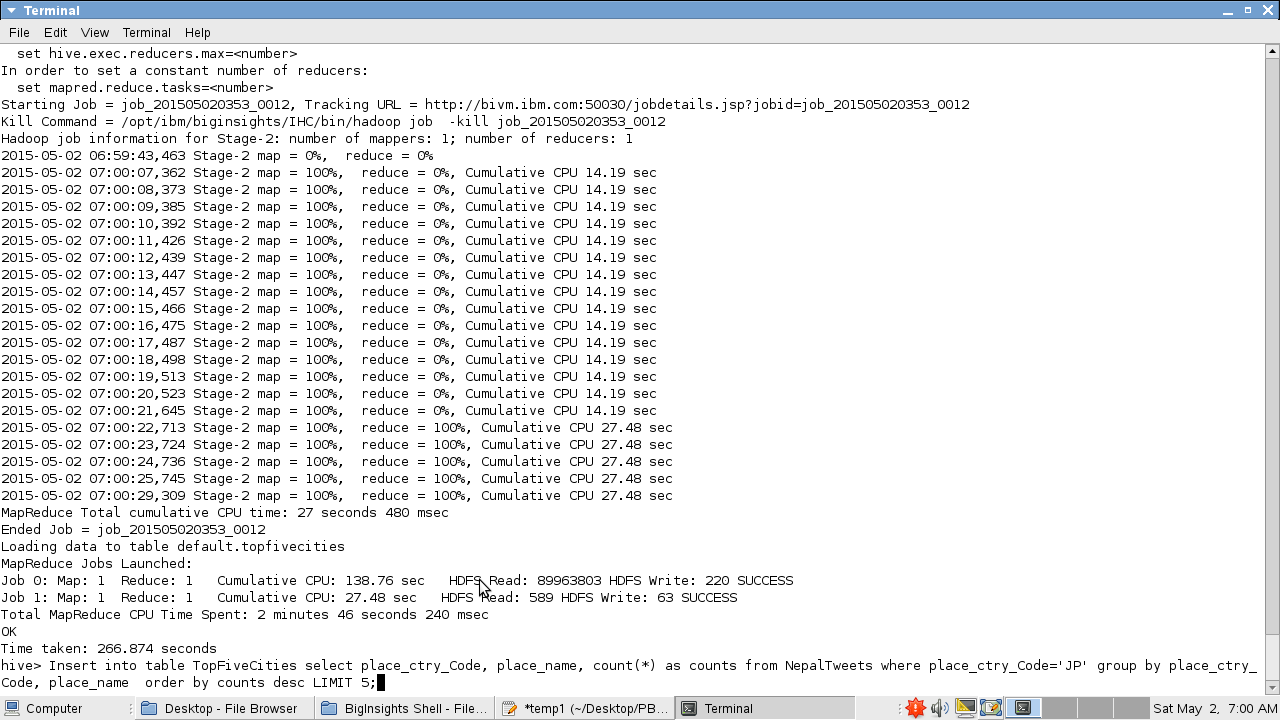 Terminal
File Edit View Terminal Help
set hive.exec.reducers.max=<number>
In order to set a constant number of reducers:
set mapred.reduce.tasks=<number>
Starting Job = job_201505020353_0012, Tracking URL = http://bivm.ibm.com:50030/jobdetails.jsp?jobid=job_201505020353_0012
Kill Command = /opt/ibm/biginsights/IHC/bin/hadoop job  -kill job_201505020353_0012
Hadoop job information for Stage-2: number of mappers: 1; number of reducers: 1
2015-05-02 06:59:43,463 Stage-2 map = 0%,  reduce = 0%
2015-05-02 07:00:07,362 Stage-2 map = 100%,  reduce = 0%, Cumulative CPU 14.19 sec
2015-05-02 07:00:08,373 Stage-2 map = 100%,  reduce = 0%, Cumulative CPU 14.19 sec
2015-05-02 07:00:09,385 Stage-2 map = 100%,  reduce = 0%, Cumulative CPU 14.19 sec
2015-05-02 07:00:10,392 Stage-2 map = 100%,  reduce = 0%, Cumulative CPU 14.19 sec
2015-05-02 07:00:11,426 Stage-2 map = 100%,  reduce = 0%, Cumulative CPU 14.19 sec
2015-05-02 07:00:12,439 Stage-2 map = 100%,  reduce = 0%, Cumulative CPU 14.19 sec
2015-05-02 07:00:13,447 Stage-2 map = 100%,  reduce = 0%, Cumulative CPU 14.19 sec
2015-05-02 07:00:14,457 Stage-2 map = 100%,  reduce = 0%, Cumulative CPU 14.19 sec
2015-05-02 07:00:15,466 Stage-2 map = 100%,  reduce = 0%, Cumulative CPU 14.19 sec
2015-05-02 07:00:16,475 Stage-2 map = 100%,  reduce = 0%, Cumulative CPU 14.19 sec
2015-05-02 07:00:17,487 Stage-2 map = 100%,  reduce = 0%, Cumulative CPU 14.19 sec
2015-05-02 07:00:18,498 Stage-2 map = 100%,  reduce = 0%, Cumulative CPU 14.19 sec
2015-05-02 07:00:19,513 Stage-2 map = 100%,  reduce = 0%, Cumulative CPU 14.19 sec
2015-05-02 07:00:20,523 Stage-2 map = 100%,  reduce = 0%, Cumulative CPU 14.19 sec
2015-05-02 07:00:21,645 Stage-2 map = 100%,  reduce = 0%, Cumulative CPU 14.19 sec
2015-05-02 07:00:22,713 Stage-2 map = 100%,  reduce = 100%, Cumulative CPU 27.48 sec
2015-05-02 07:00:23,724 Stage-2 map = 100%,  reduce = 100%, Cumulative CPU 27.48 sec
2015-05-02 07:00:24,736 Stage-2 map = 100%,  reduce = 100%, Cumulative CPU 27.48 sec
2015-05-02 07:00:25,745 Stage-2 map = 100%,  reduce = 100%, Cumulative CPU 27.48 sec
2015-05-02 07:00:29,309 Stage-2 map = 100%,  reduce = 100%, Cumulative CPU 27.48 sec
MapReduce Total cumulative CPU time: 27 seconds 480 msec
Ended Job = job_201505020353_0012
Loading data to table default.topfivecities
MapReduce Jobs Launched:
Job 0: Map: 1  Reduce: 1   Cumulative CPU: 138.76 sec   HDFS Read: 89963803 HDFS Write: 220 SUCCESS
Job 1: Map: 1  Reduce: 1   Cumulative CPU: 27.48 sec   HDFS Read: 589 HDFS Write: 63 SUCCESS
Total MapReduce CPU Time Spent: 2 minutes 46 seconds 240 msec
OK
Time taken: 266.874 seconds
hive> Insert into table TopFiveCities select place_ctry_Code, place_name, count(*) as counts from NepalTweets where place_ctry_Code='JP' group by place_ctry_
Code, place_name  order by counts desc LIMIT 5;
Computer Desktop - File Browser BigInsights Shell - File... *temp1 (~/Desktop/PB... Terminal Sat May  2,  7:00 AM